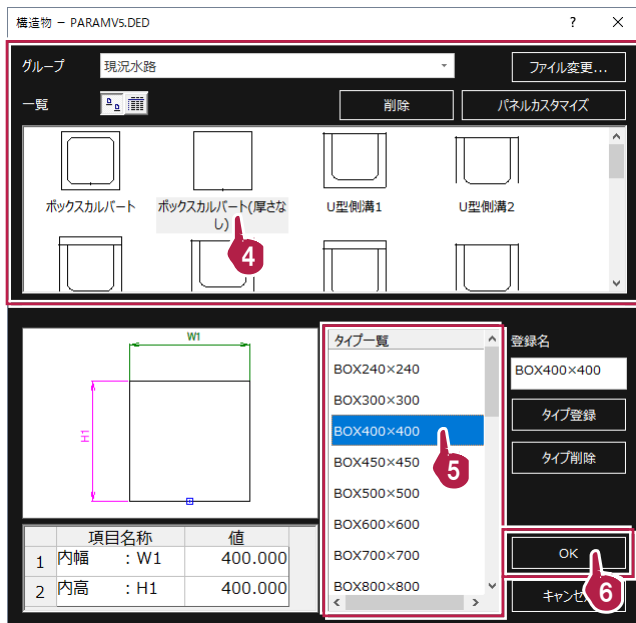 構造物 － PARAMV5.DED
? ×
グループ 現況水路 ファイル変更...
一覧 削除 パネルカスタマイズ
ボックスカルバート ボックスカルバート(厚さな U型側溝1 U型側溝2
し)
4
W1
H1
タイプ一覧
BOX240×240
BOX300×300
BOX400×400
BOX450×450
BOX500×500
BOX600×600
BOX700×700
BOX800×800
5
登録名
BOX400×400
タイプ登録
タイプ削除
項目名称 値
1 内幅 : W1 400.000
2 内高 : H1 400.000
OK
6